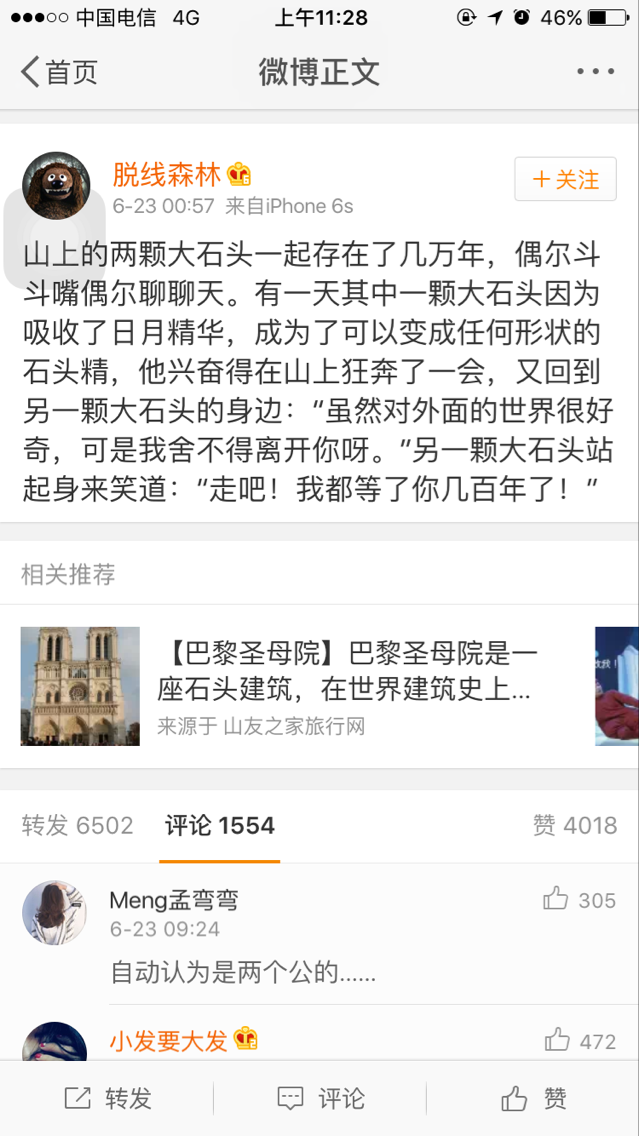 中国电信 4G 上午11:28 46%
首页 微博正文
脱线森林
+关注
6-23 00:57 来自iPhone 6s
山上的两颗大石头一起存在了几万年，偶尔斗
斗嘴偶尔聊聊天。有一天其中一颗大石头因为
吸收了日月精华，成为了可以变成任何形状的
石头精，他兴奋得在山上狂奔了一会，又回到
另一颗大石头的身边：“虽然对外面的世界很好
奇，可是我舍不得离开你呀。”另一颗大石头站
起身来笑道：“走吧！我都等了你几百年了！”
相关推荐
【巴黎圣母院】巴黎圣母院是一
座石头建筑，在世界建筑史上...
来源于 山友之家旅行网
转发 6502 评论 1554 赞 4018
Meng孟弯弯 305
6-23 09:24
自动认为是两个公的......
小发要大发 472
转发 评论 赞